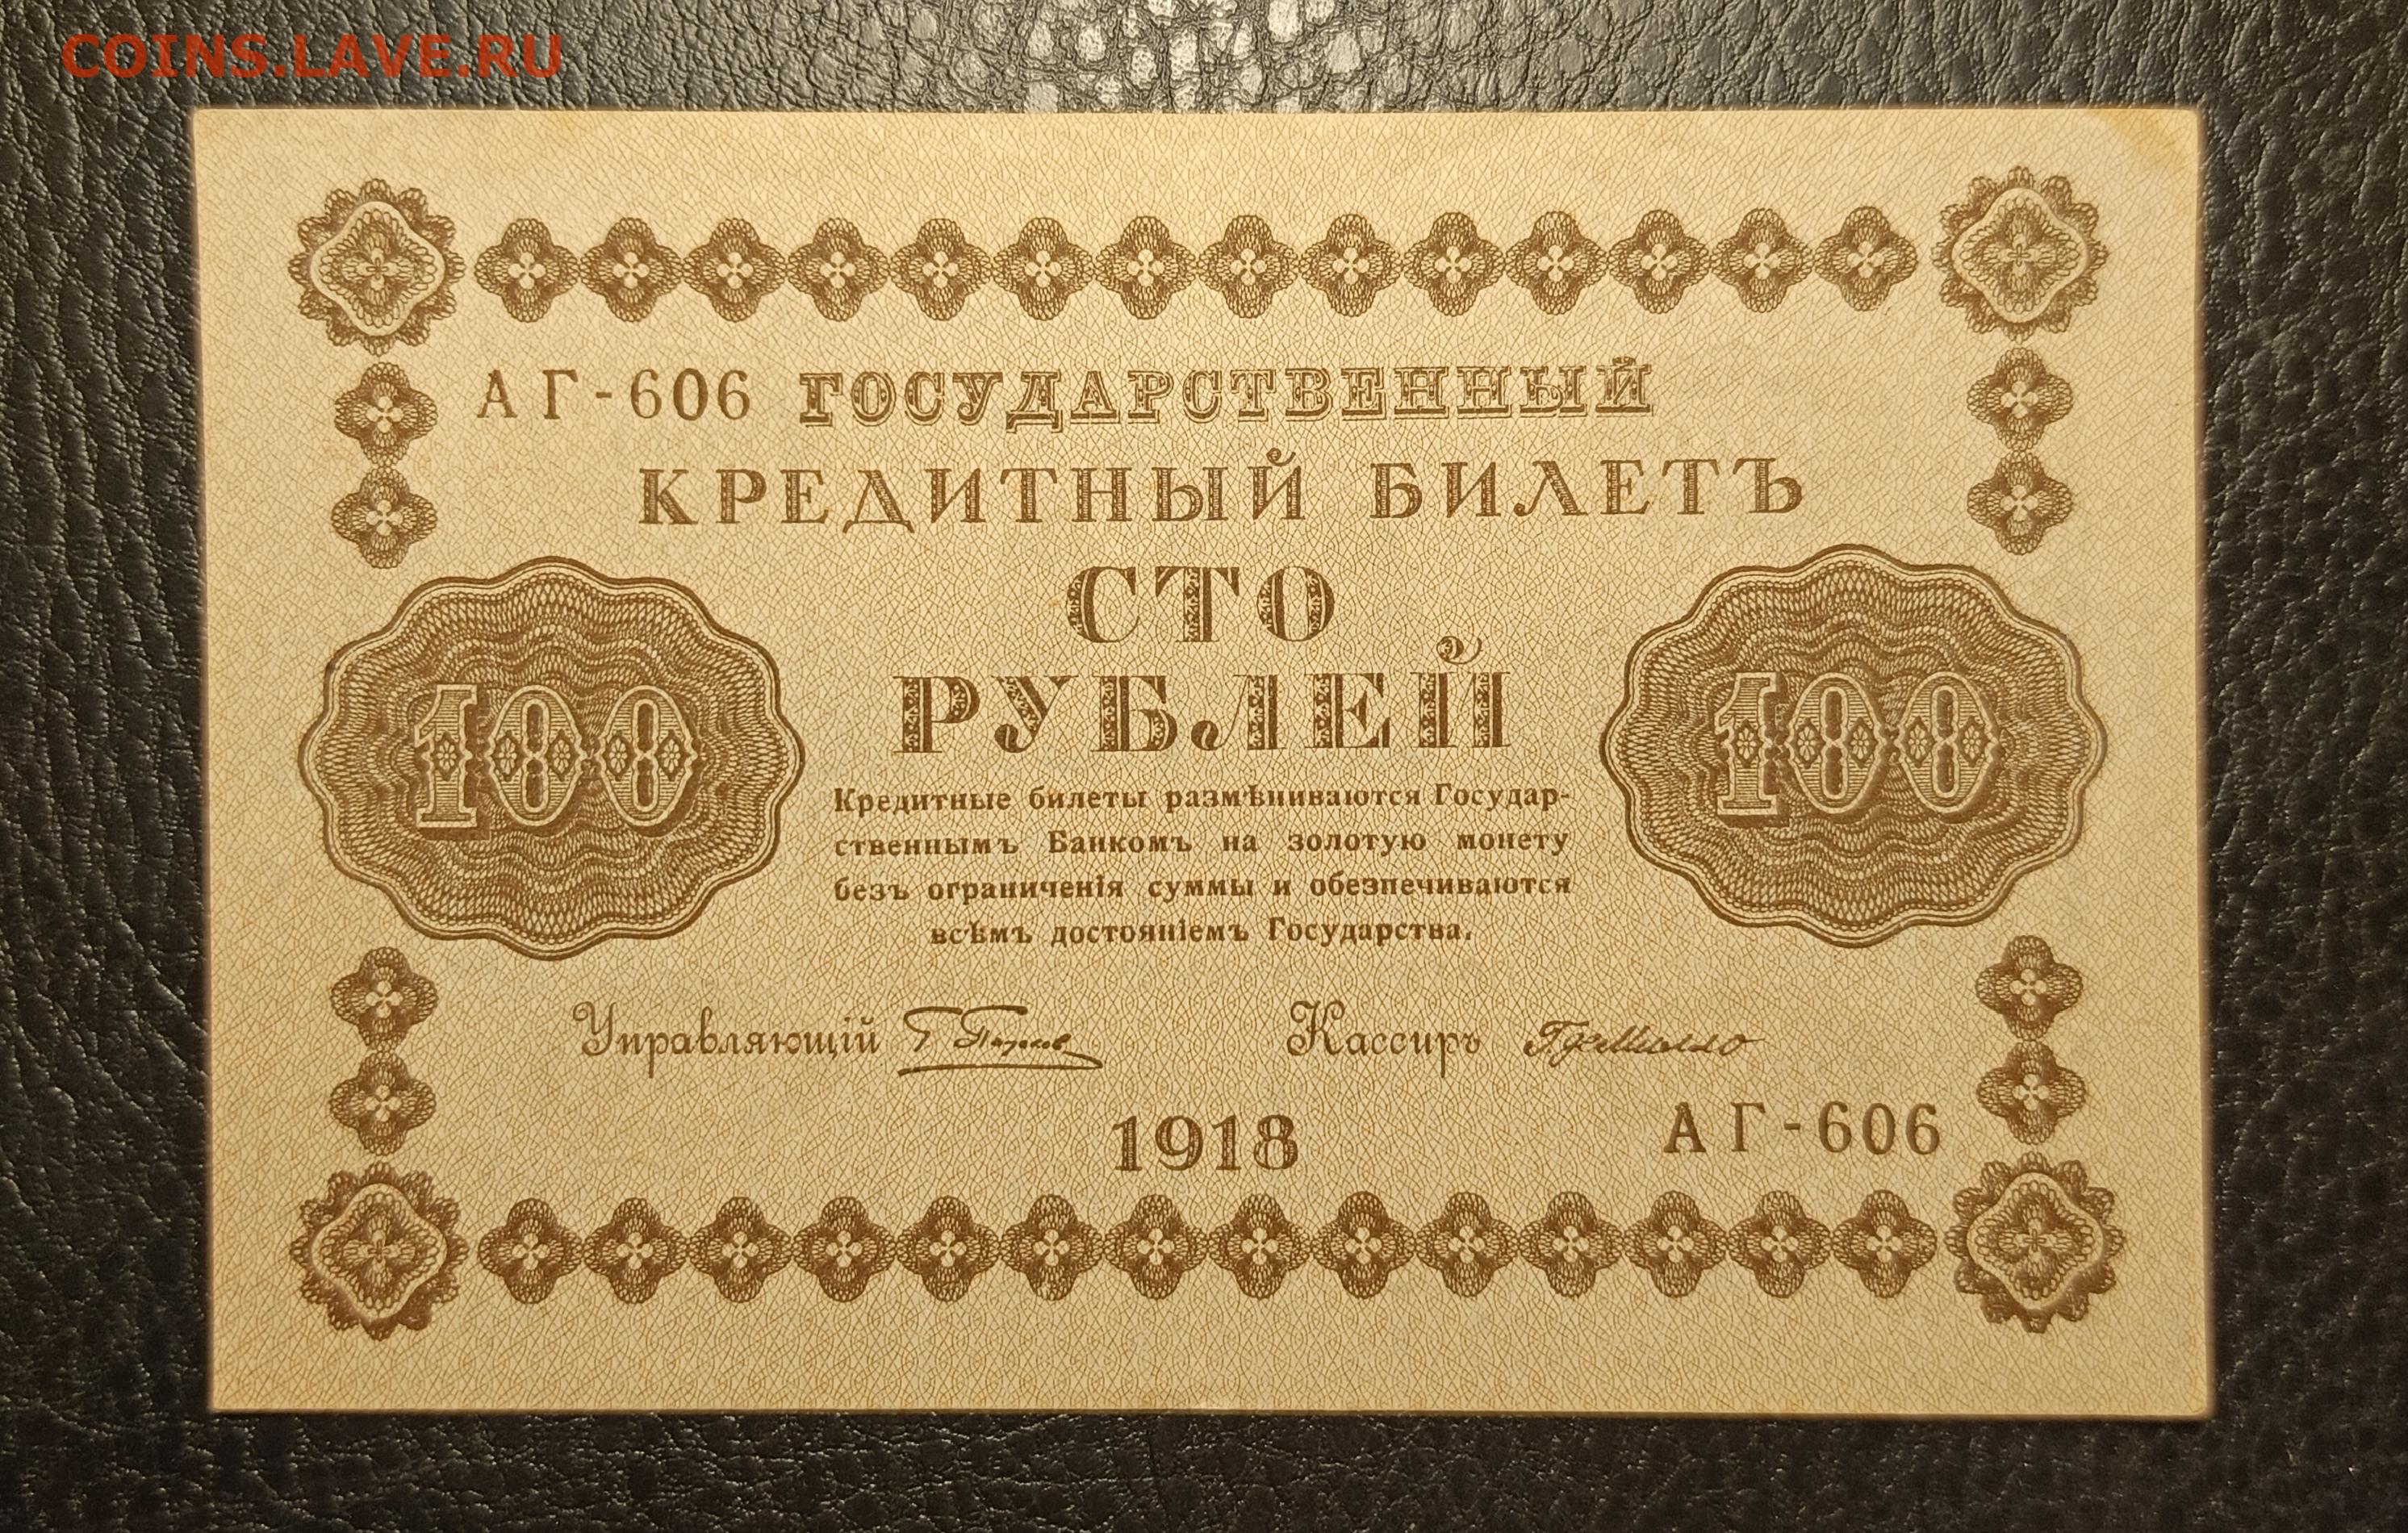 COINS.LAVE.RU
АГ-606 ГОСУДАРСТВЕННЫЙ
КРЕДИТНЫЙ БИЛЕТЪ
СТО
РУБЛЕЙ
100
100
Кредитные билеты размѣниваются Государ-
ственнымъ Банкомъ на золотую монету
безъ ограниченія суммы и обезпечиваются
всѣмъ достояніемъ Государства.
Управляющій
Кассиръ
1918
АГ-606